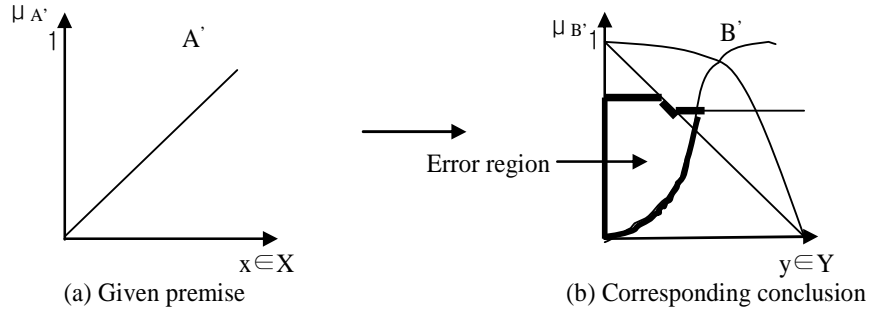 μ A'
1
A'
x∈X
(a) Given premise
μ B'
1
B'
Error region
y∈Y
(b) Corresponding conclusion